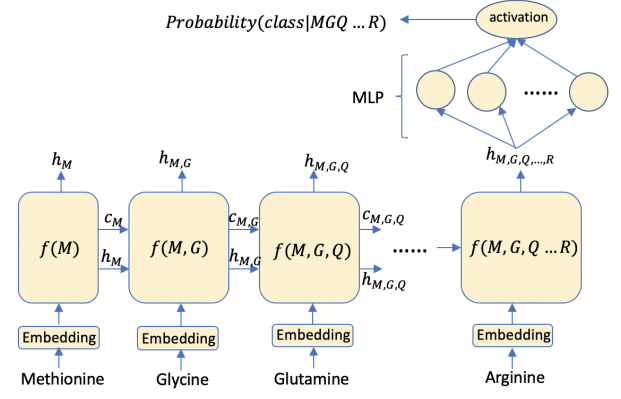 Probability(class|MGQ ... R)
activation
MLP
......
h_{M,G,Q,...,R}
h_M
h_{M,G}
h_{M,G,Q}
c_M
c_{M,G}
c_{M,G,Q}
f(M)
f(M, G)
f(M, G, Q)
......
f(M, G, Q ... R)
h_M
h_{M,G}
h_{M,G,Q}
Embedding
Embedding
Embedding
Embedding
Methionine
Glycine
Glutamine
Arginine